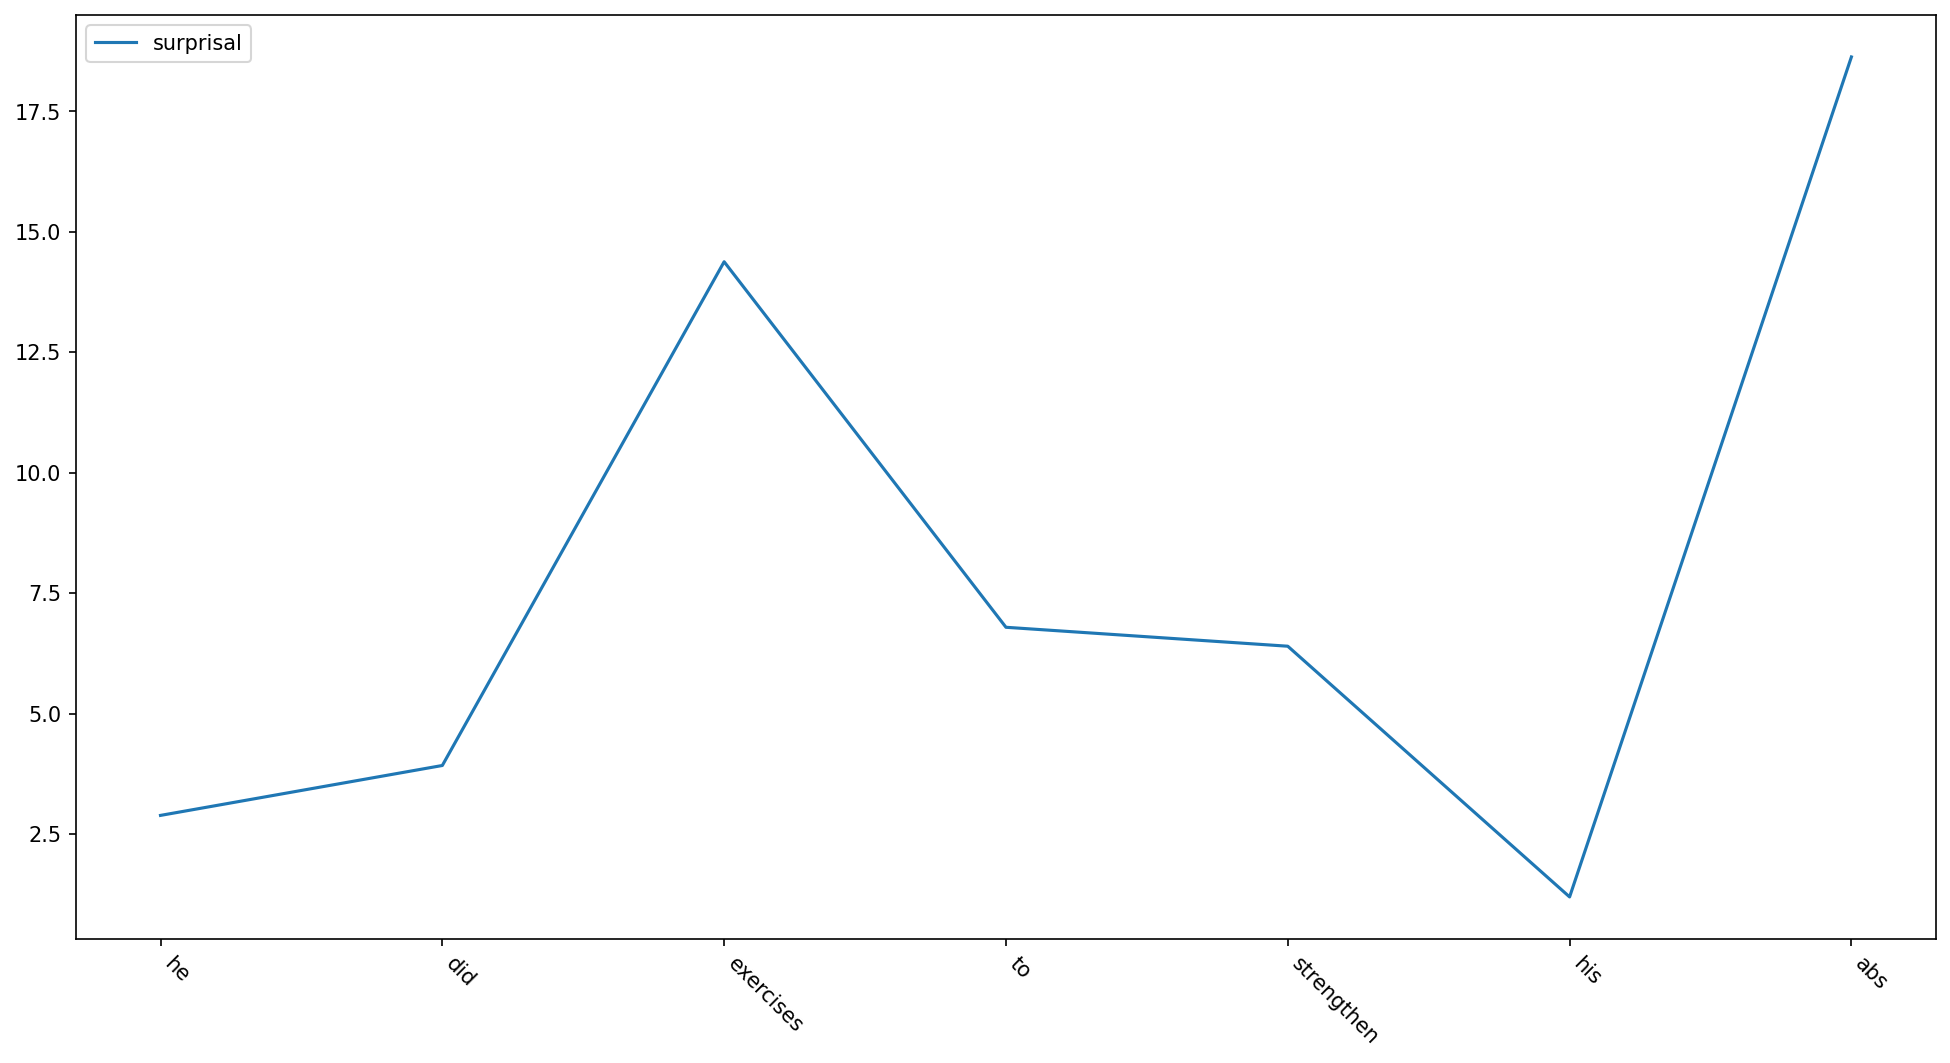 surprisal
17.5
15.0
12.5
10.0
7.5
5.0
2.5
he
did
exercises
to
strengthen
his
abs